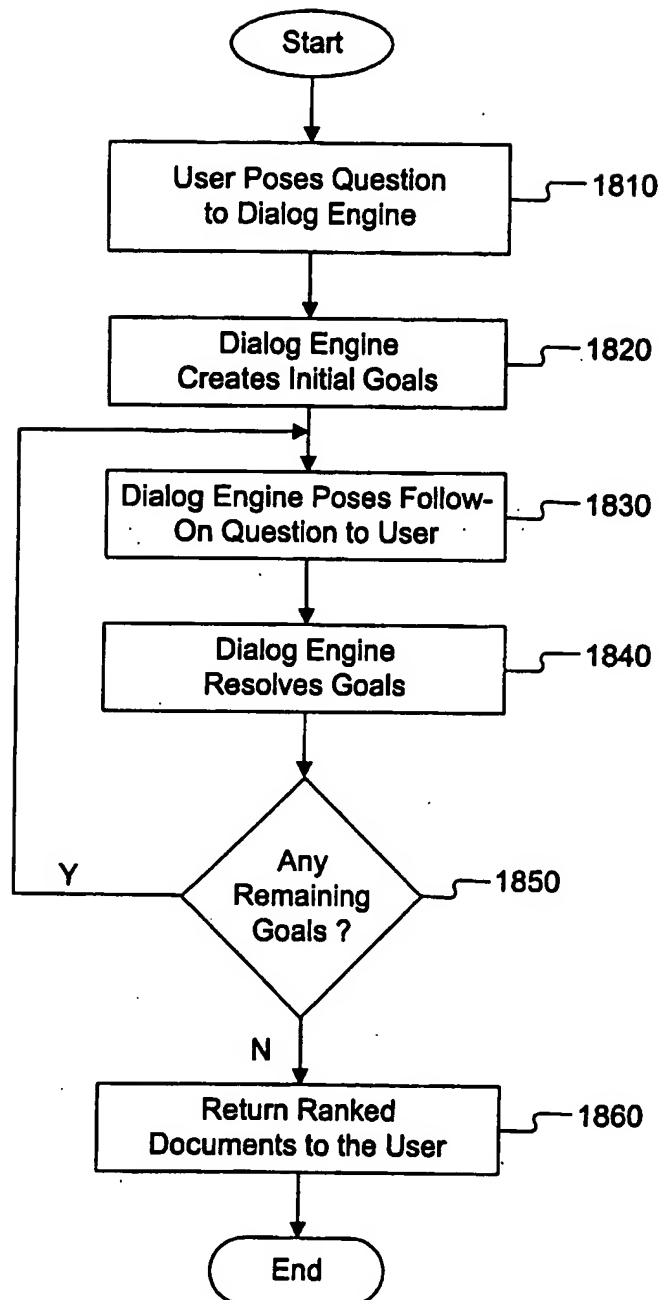 Start
User Poses Question
to Dialog Engine
1810
Dialog Engine
Creates Initial Goals
1820
Dialog Engine Poses Follow-
On Question to User
1830
Dialog Engine
Resolves Goals
1840
Any
Remaining
Goals ?
1850
Y
N
Return Ranked
Documents to the User
1860
End